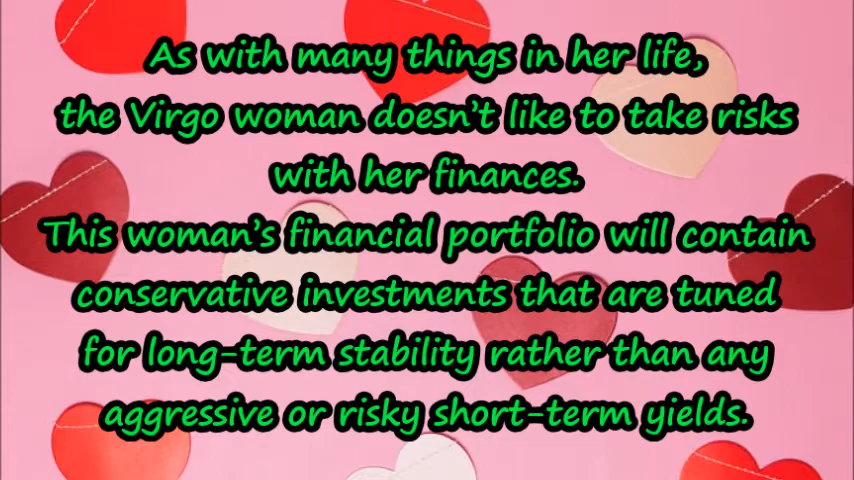 As with many things in her life,
the Virgo woman doesn’t like to take risks
with her finances.
This woman’s financial portfolio will contain
conservative investments that are tuned
for long-term stability rather than any
aggressive or risky short-term yields.